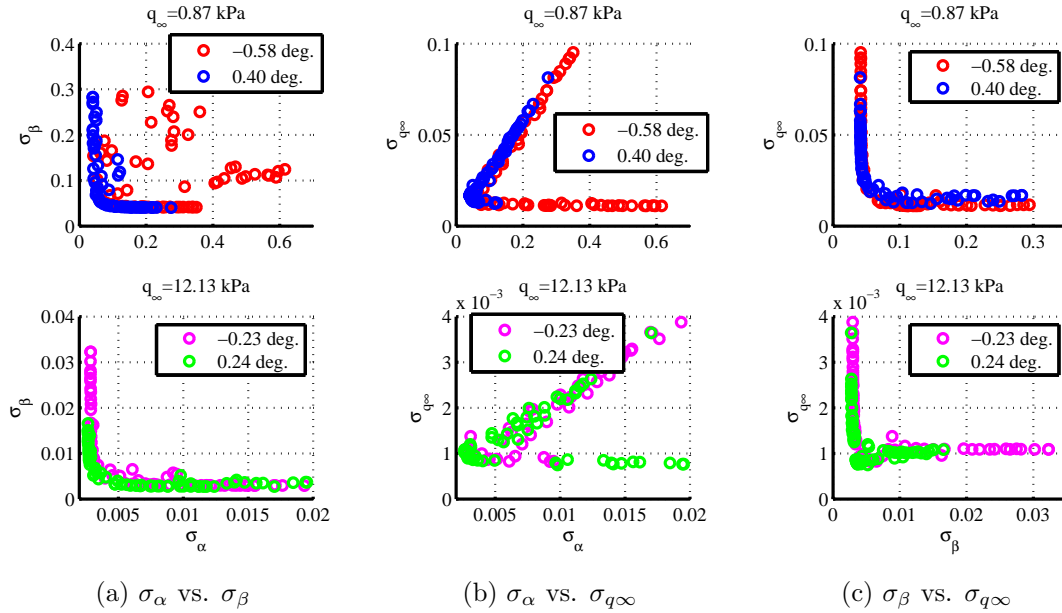 q∞=0.87 kPa
q∞=0.87 kPa
q∞=0.87 kPa
0.4
0.3
0.2
0.1
0
σβ
−0.58 deg.
0.40 deg.
0 0.2 0.4 0.6
0.1
0.05
0
σq∞
−0.58 deg.
0.40 deg.
0 0.2 0.4 0.6
0.1
0.05
0
σq∞
−0.58 deg.
0.40 deg.
0 0.1 0.2 0.3
q∞=12.13 kPa
x 10−3 q∞=12.13 kPa
x 10−3 q∞=12.13 kPa
0.04
0.03
0.02
0.01
0
σβ
−0.23 deg.
0.24 deg.
0.005 0.01 0.015 0.02
σα
4
3
2
1
0
σq∞
−0.23 deg.
0.24 deg.
0.005 0.01 0.015 0.02
σα
4
3
2
1
0
σq∞
−0.23 deg.
0.24 deg.
0 0.01 0.02 0.03
σβ
(a) σα vs. σβ
(b) σα vs. σq∞
(c) σβ vs. σq∞